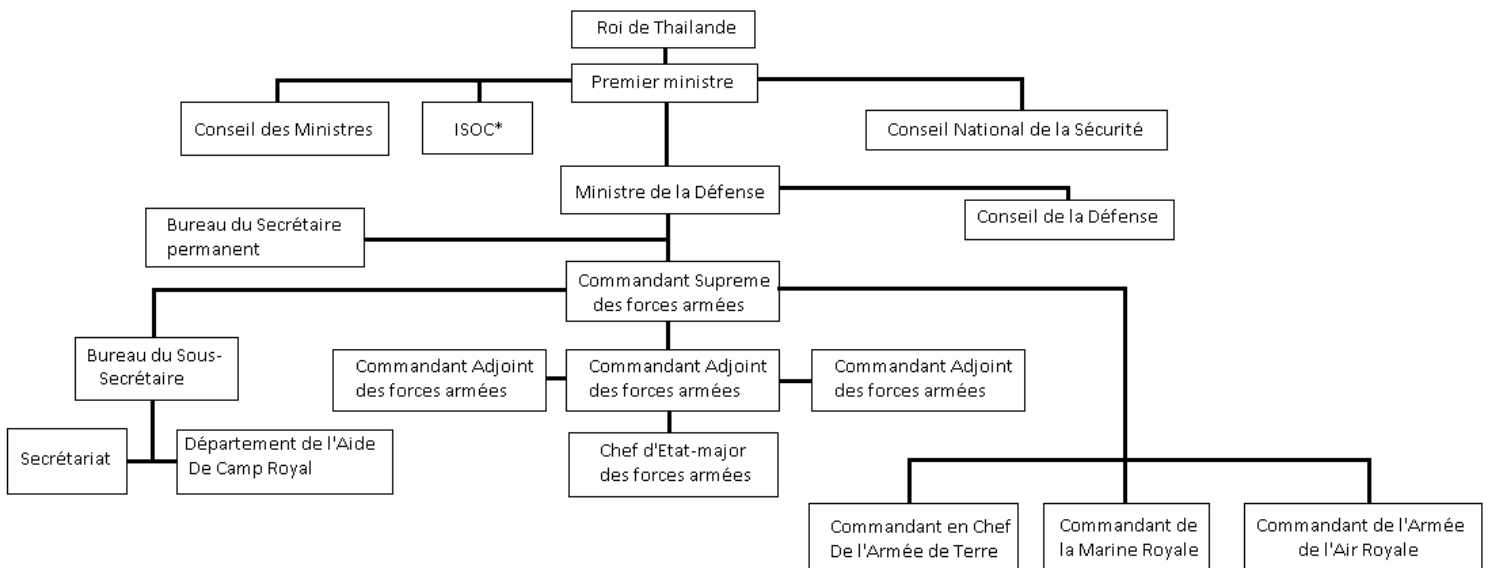 Roi de Thailande
Premier ministre
Conseil des Ministres
ISOC*
Conseil National de la Sécurité
Ministre de la Défense
Conseil de la Défense
Bureau du Secrétaire
permanent
Commandant Supreme
des forces armées
Bureau du Sous-
Secrétaire
Commandant Adjoint
des forces armées
Commandant Adjoint
des forces armées
Commandant Adjoint
des forces armées
Secrétariat
Département de l'Aide
De Camp Royal
Chef d'Etat-major
des forces armées
Commandant en Chef
De l'Armée de Terre
Commandant de
la Marine Royale
Commandant de l'Armée
de l'Air Royale